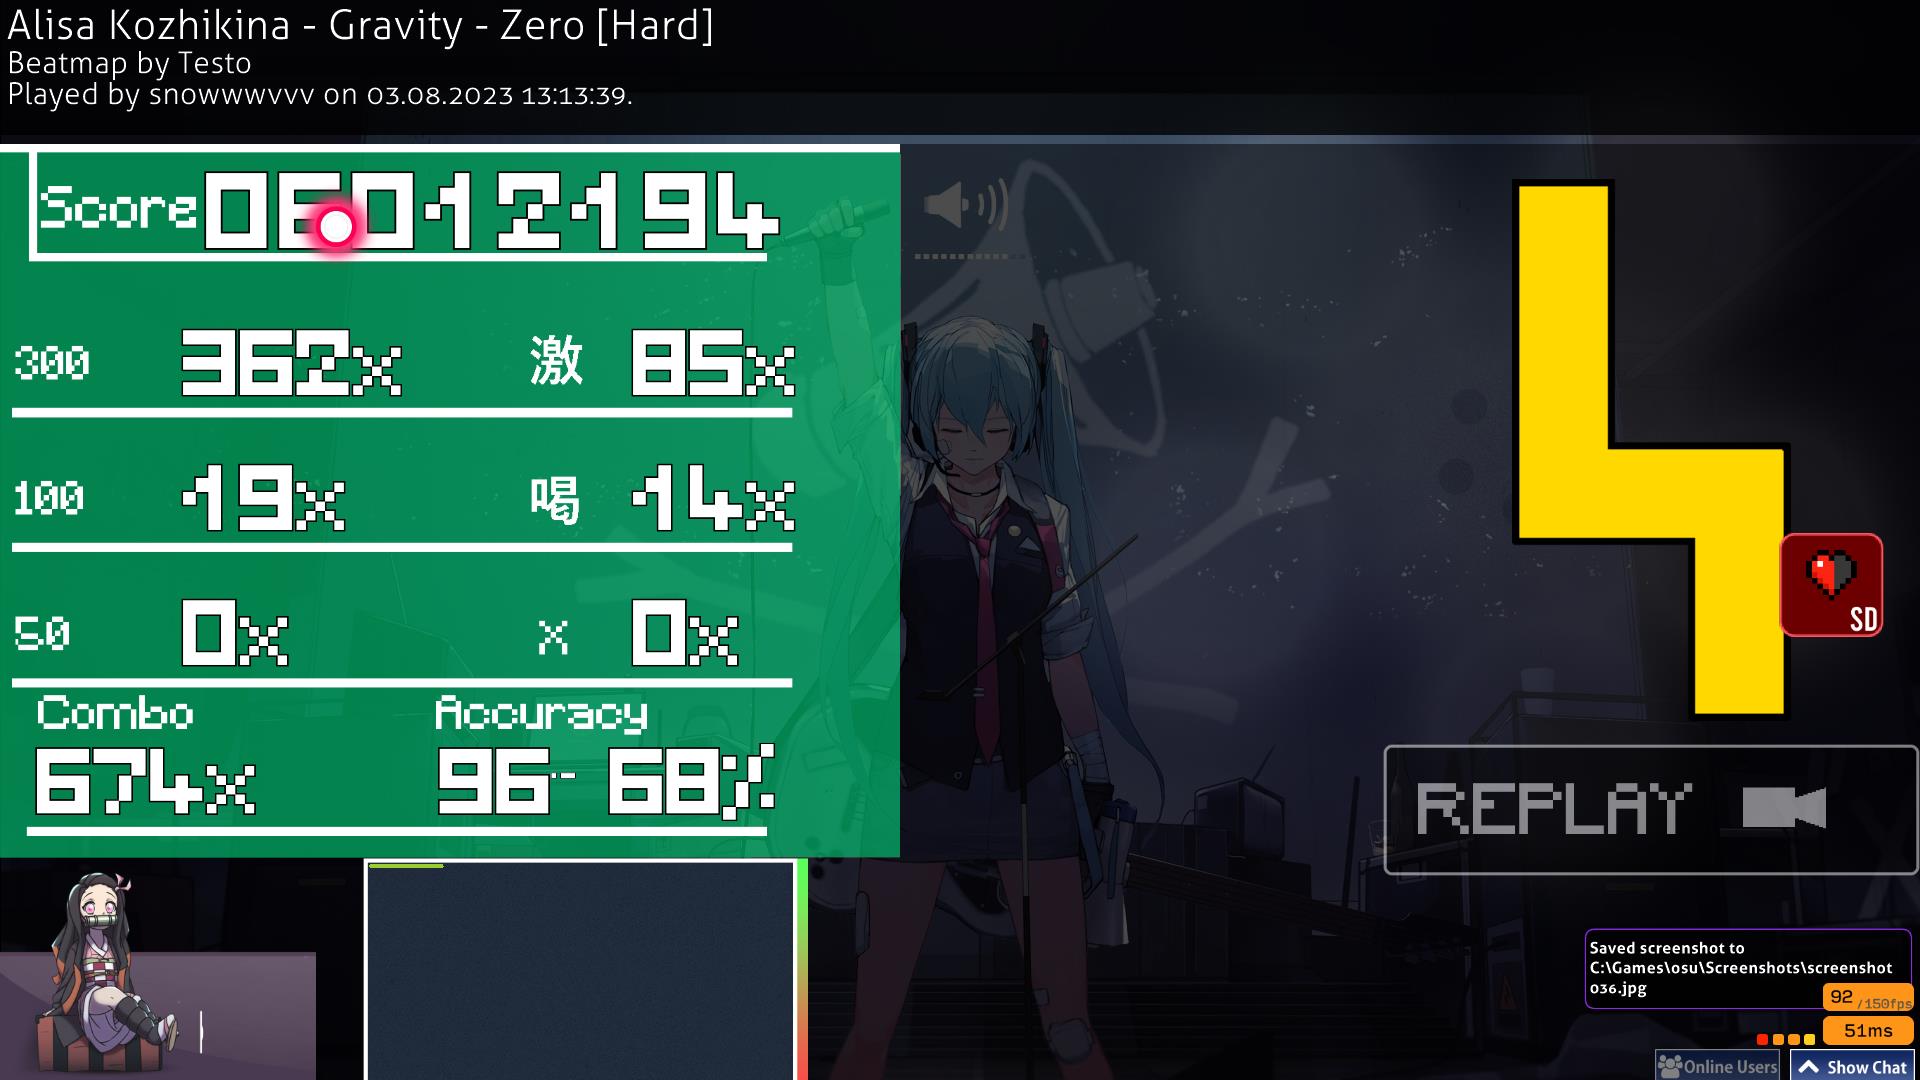 Alisa Kozhikina - Gravity - Zero [Hard]
Beatmap by Testo
Played by snowwwvvv on 03.08.2023 13:13:39.
Score 06012194
300 362x 激 85x
100 19x 喝 14x
50 0x x 0x
Combo Accuracy
674x 96.68%
SD
REPLAY
Saved screenshot to
C:\Games\osu\Screenshots\screenshot
036.jpg
92 /150fps
51ms
Online Users Show Chat